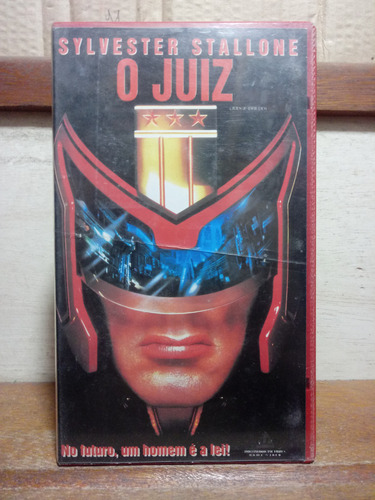 SYLVESTER STALLONE
O JUIZ
No futuro, um homem é a lei!